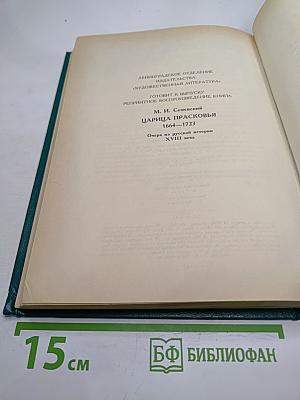 ЛЕНИНГРАДСКОЕ ОТДЕЛЕНИЕ
ИЗДАТЕЛЬСТВА
«ХУДОЖЕСТВЕННАЯ ЛИТЕРАТУРА»
ГОТОВИТ К ВЫПУСКУ
РЕПРИНТНОЕ ВОСПРОИЗВЕДЕНИЕ КНИГИ:
М. И. Семевский
ЦАРИЦА ПРАСКОВЬЯ
1664—1723
Очерк из русской истории
XVIII века
15 см
БФ БИБЛИОФАН